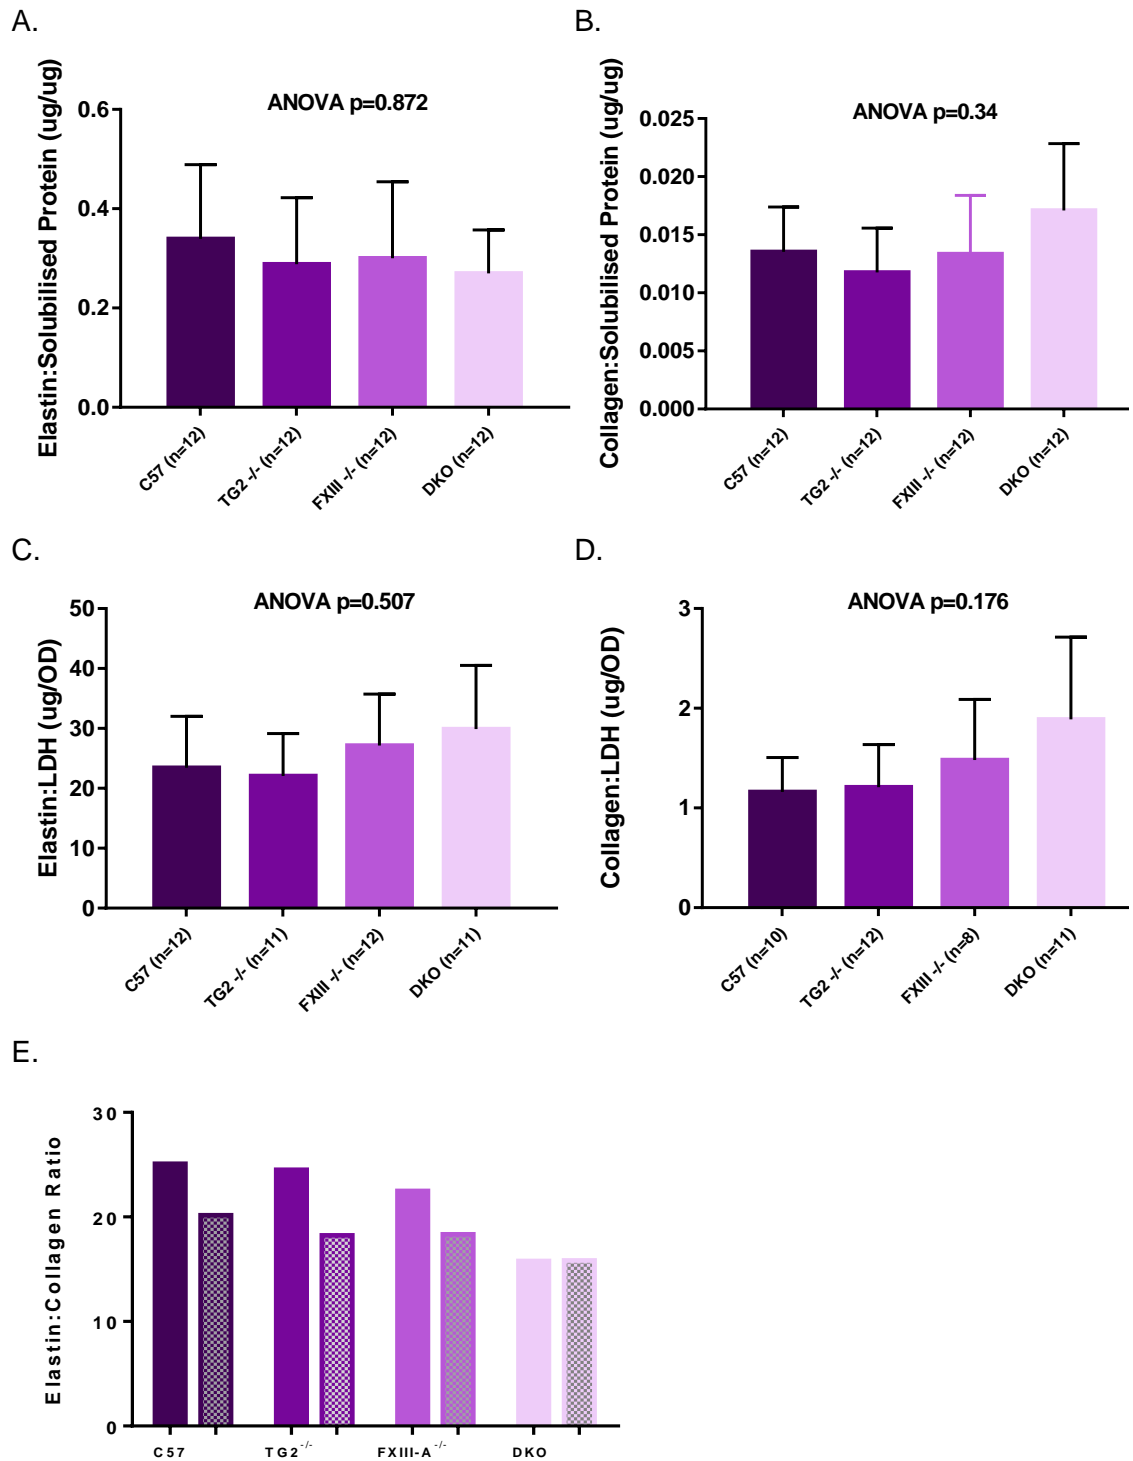 A.
ANOVA p=0.872
Elastin:Solubilised Protein (ug/ug)
0.6
0.4
0.2
0.0
C57 (n=12)
TG2 -/- (n=12)
FXIII -/- (n=12)
DKO (n=12)
B.
ANOVA p=0.34
Collagen:Solubilised Protein (ug/ug)
0.025
0.020
0.015
0.010
0.005
0.000
C57 (n=12)
TG2 -/- (n=12)
FXIII -/- (n=12)
DKO (n=12)
C.
ANOVA p=0.507
Elastin:LDH (ug/OD)
50
40
30
20
10
0
C57 (n=12)
TG2 -/- (n=11)
FXIII -/- (n=12)
DKO (n=11)
D.
ANOVA p=0.176
Collagen:LDH (ug/OD)
3
2
1
0
C57 (n=10)
TG2 -/- (n=12)
FXIII -/- (n=8)
DKO (n=11)
E.
Elastin:Collagen Ratio
30
20
10
0
C57
TG2-/-
FXIII-A-/-
DKO